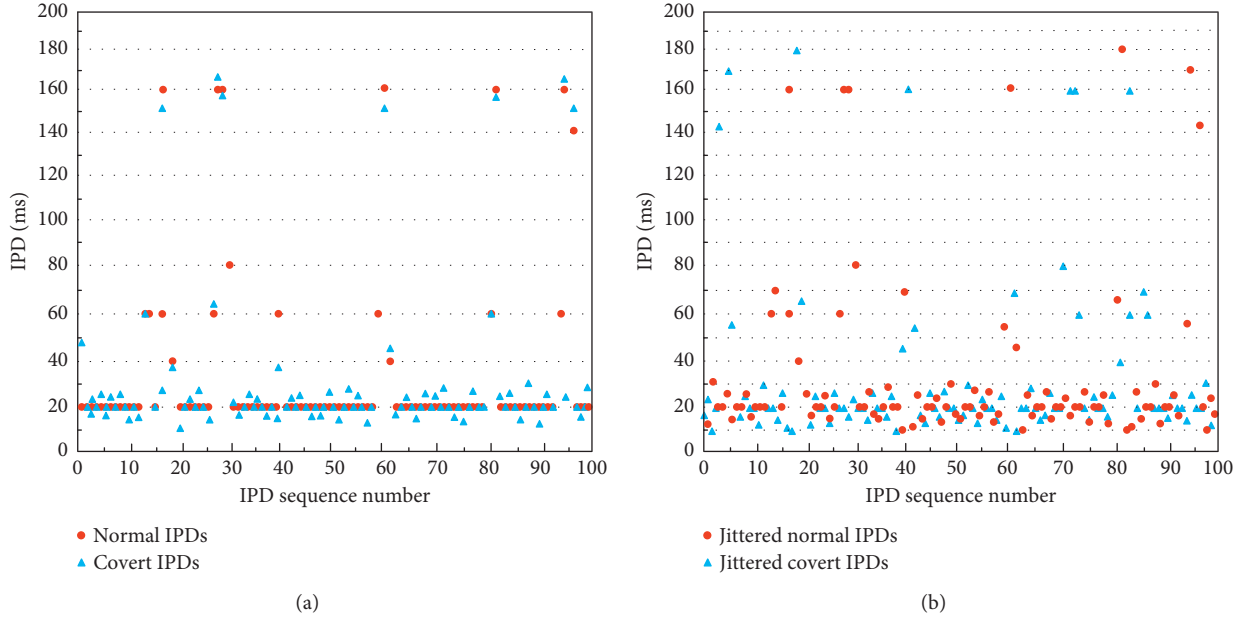 200
180
160
140
120
100
80
60
40
20
0
IPD (ms)
0 10 20 30 40 50 60 70 80 90 100
IPD sequence number
Normal IPDs
Covert IPDs
(a)
200
180
160
140
120
100
80
60
40
20
0
IPD (ms)
0 10 20 30 40 50 60 70 80 90 100
IPD sequence number
Jittered normal IPDs
Jittered covert IPDs
(b)